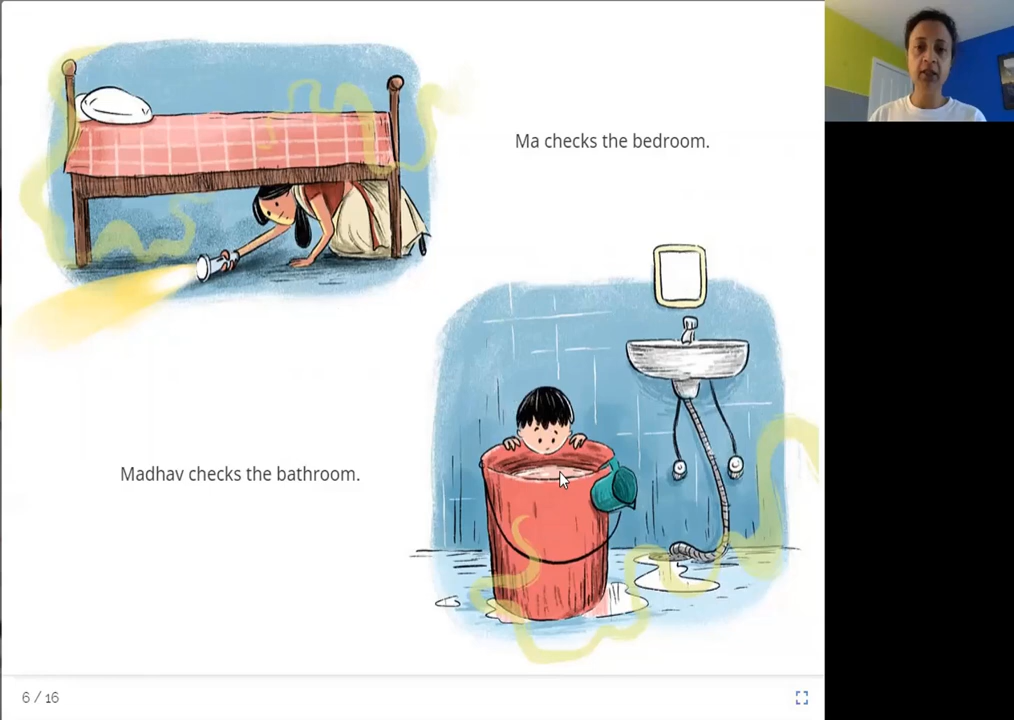 Ma checks the bedroom.
Madhav checks the bathroom.
6 / 16